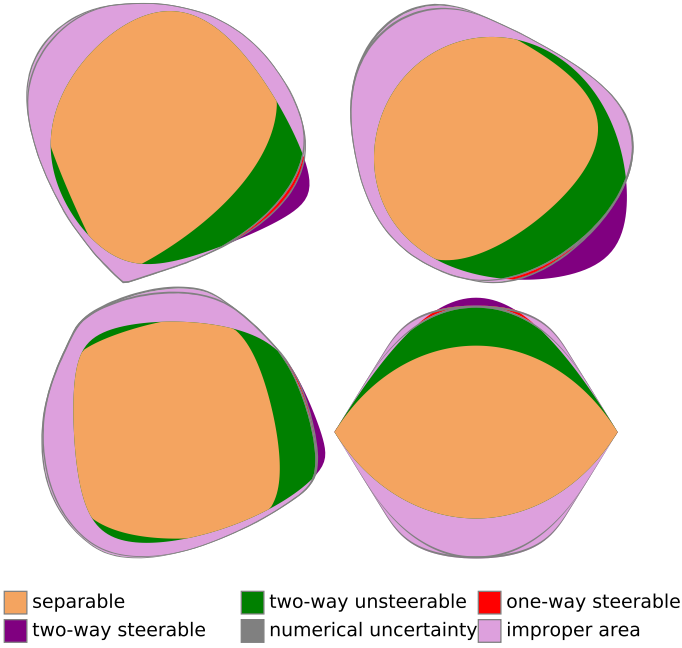 separable two-way unsteerable one-way steerable
two-way steerable numerical uncertainty improper area